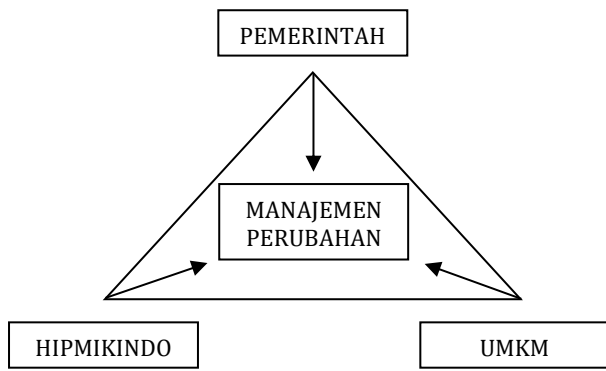 PEMERINTAH
MANAJEMEN
PERUBAHAN
HIPMIKINDO
UMKM